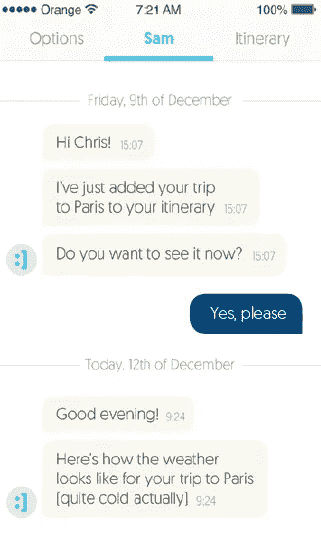 Orange 7:21 AM 100%
Options Sam Itinerary
Friday, 9th of December
Hi Chris! 15:07
I've just added your trip
to Paris to your itinerary 15:07
:] Do you want to see it now? 15:07
Yes, please
Today, 12th of December
Good evening! 9:24
Here's how the weather
looks like for your trip to Paris
:] (quite cold actually) 9:24